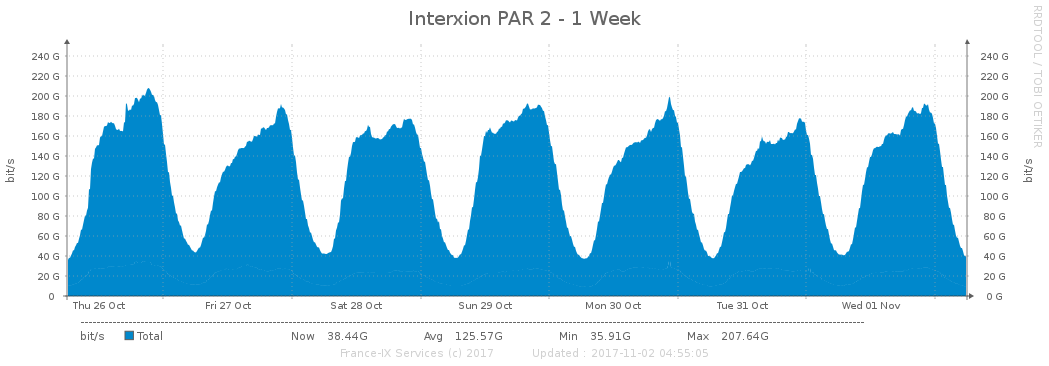 Interxion PAR 2 - 1 Week
RRDTOOL / TOBI OETIKER
240 G 240 G
220 G 220 G
200 G 200 G
180 G 180 G
160 G 160 G
140 G 140 G
120 G 120 G
100 G 100 G
80 G 80 G
60 G 60 G
40 G 40 G
20 G 20 G
0 0 G
bit/s
bit/s
Thu 26 Oct Fri 27 Oct Sat 28 Oct Sun 29 Oct Mon 30 Oct Tue 31 Oct Wed 01 Nov
bit/s Total Now 38.44G Avg 125.57G Min 35.91G Max 207.64G
France-IX Services (c) 2017 Updated : 2017-11-02 04:55:05